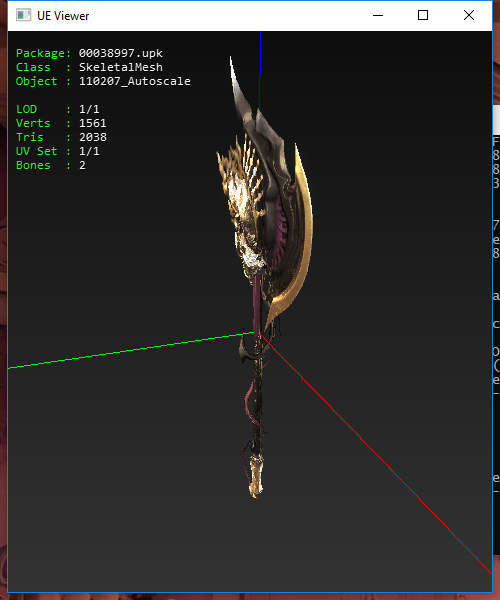 UE Viewer
Package: 00038997.upk
Class : SkeletalMesh
Object : 110207_Autoscale
LOD : 1/1
Verts : 1561
Tris : 2038
UV Set : 1/1
Bones : 2